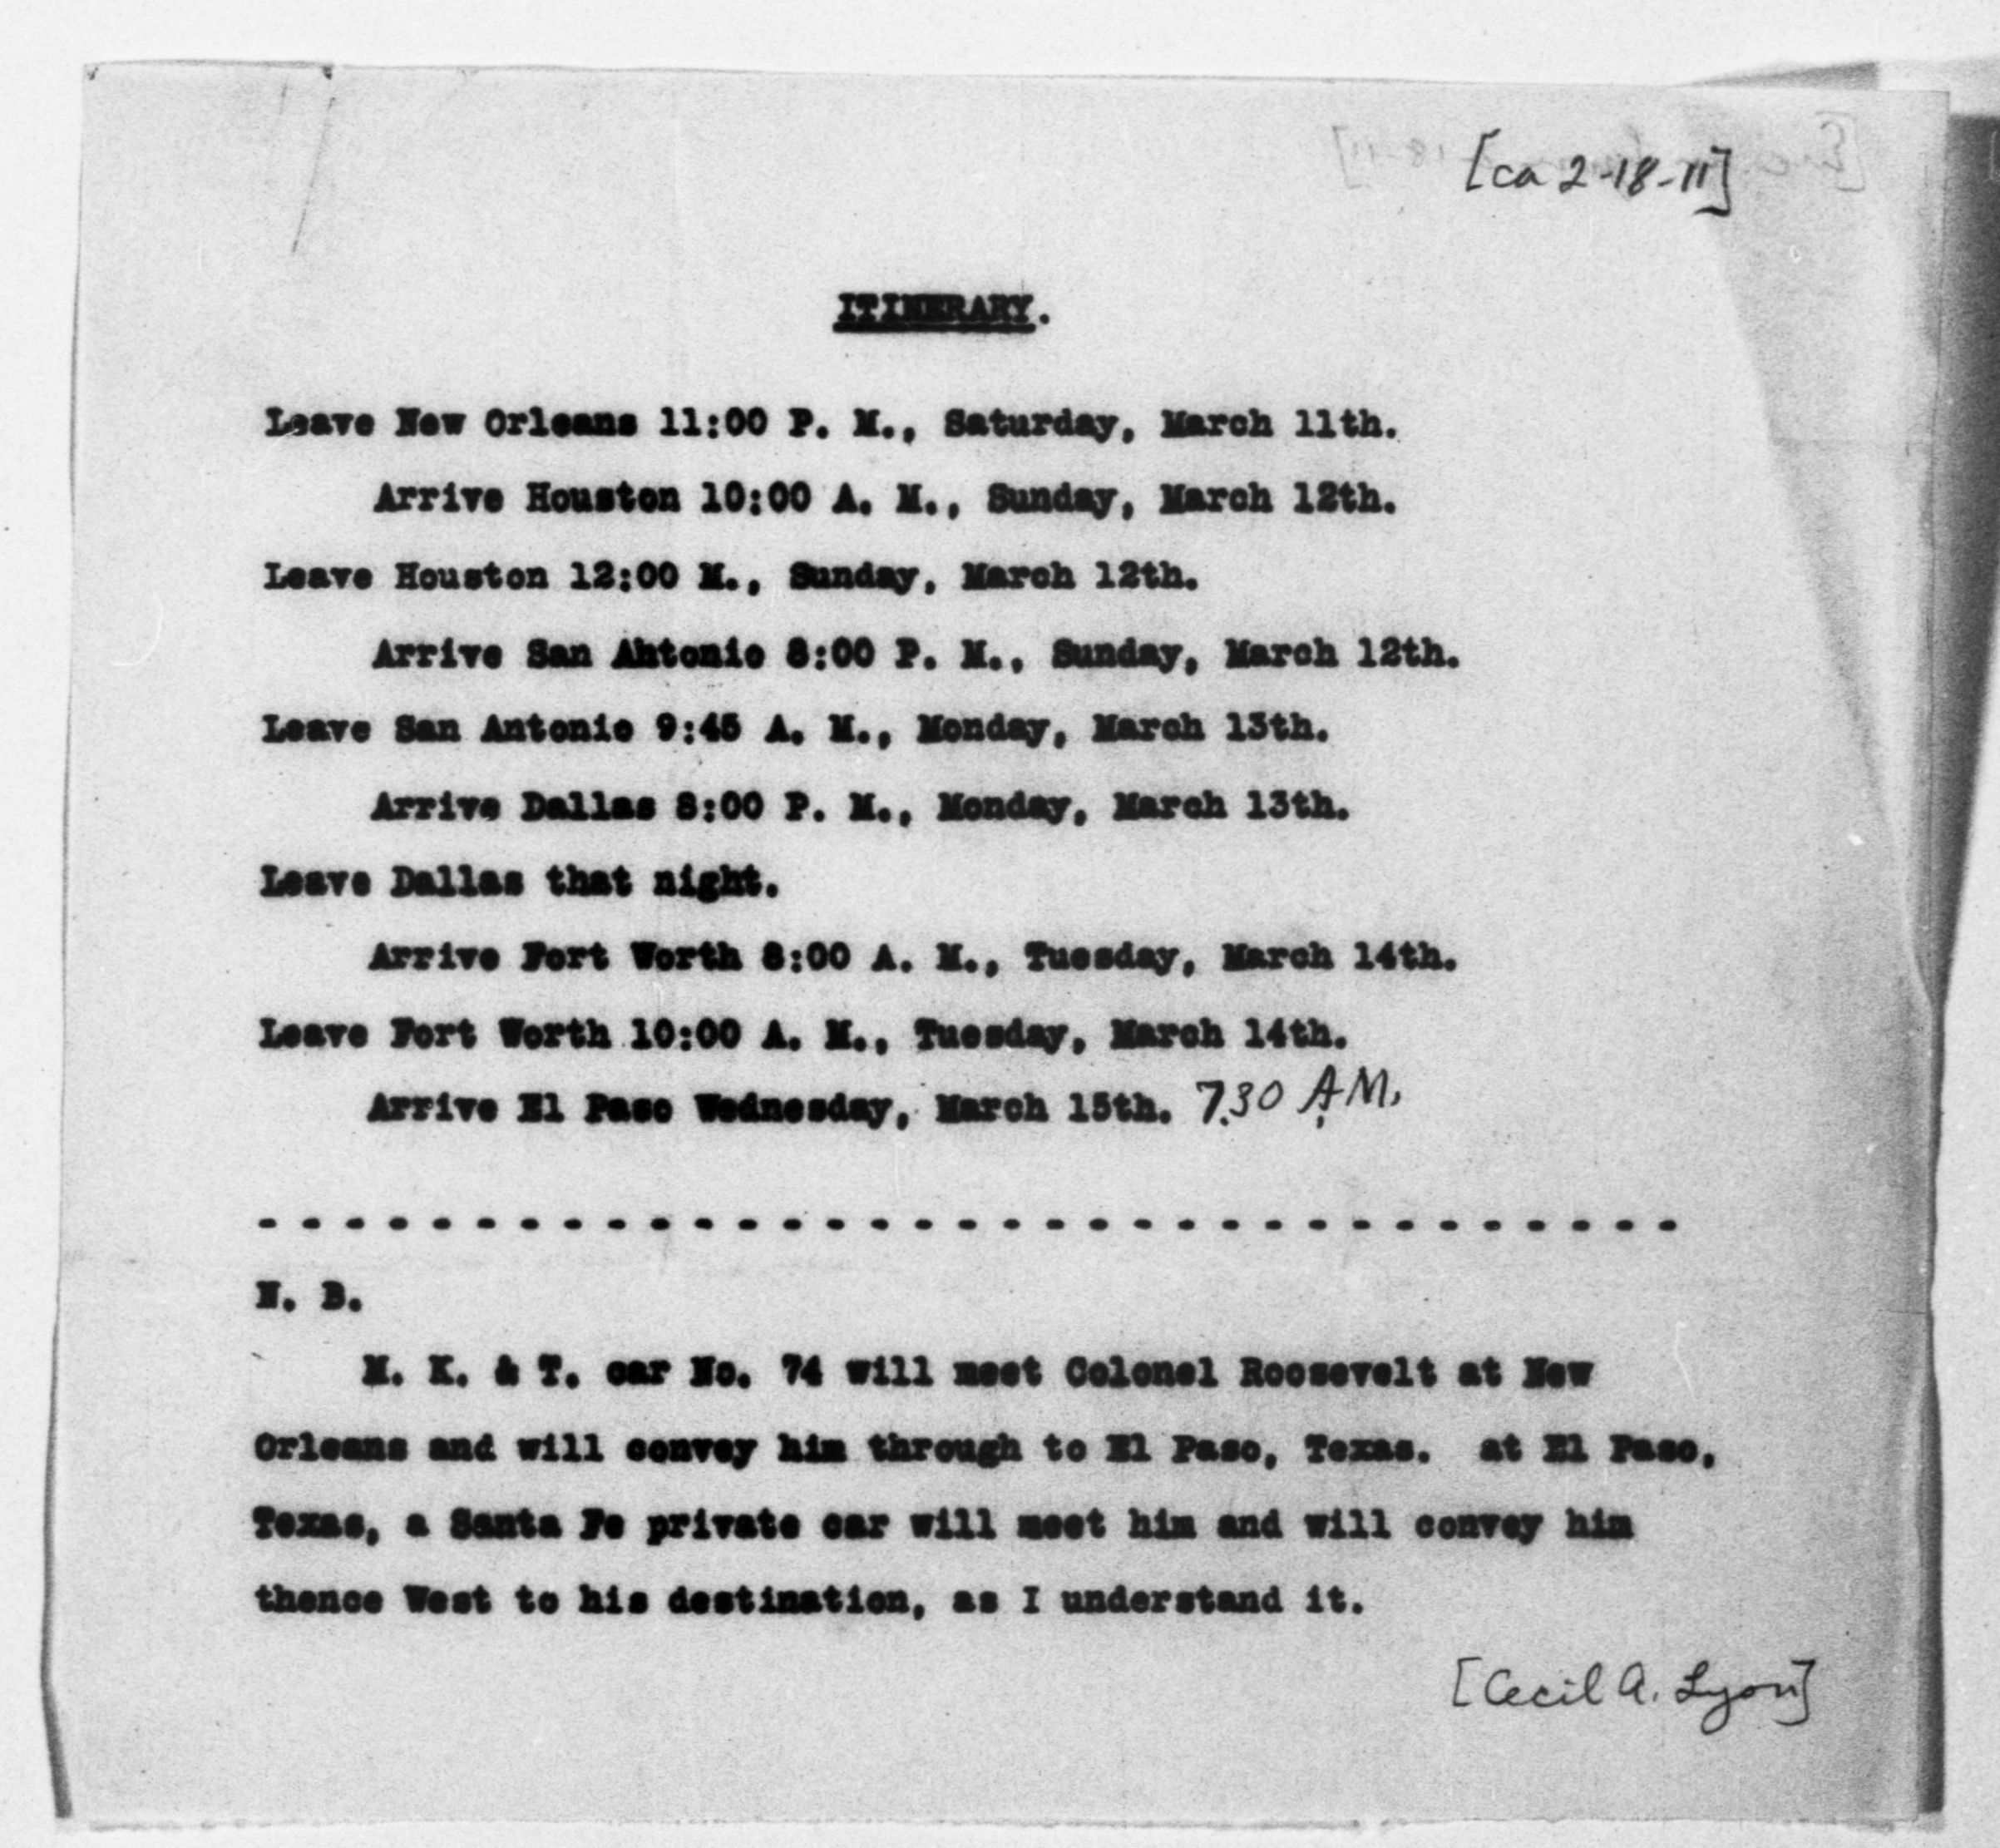 [ca 2-18-11]
ITINERARY.
Leave New Orleans 11:00 P. M., Saturday, March 11th.
Arrive Houston 10:00 A. M., Sunday, March 12th.
Leave Houston 12:00 M., Sunday, March 12th.
Arrive San Ahtonio 8:00 P. M., Sunday, March 12th.
Leave San Antonio 9:45 A. M., Monday, March 13th.
Arrive Dallas 8:00 P. M., Monday, March 13th.
Leave Dallas that night.
Arrive Fort Worth 8:00 A. M., Tuesday, March 14th.
Leave Fort Worth 10:00 A. M., Tuesday, March 14th.
Arrive El Paso Wednesday, March 15th. 7.30 A.M.
- - - - - - - - - - - - - - - - - - - - - - - - - - - - - - - - -
N. B.
M. K. & T. car No. 74 will meet Colonel Roosevelt at New
Orleans and will convey him through to El Paso, Texas. at El Paso,
Texas, a Santa Fe private car will meet him and will convey him
thence West to his destination, as I understand it.
[Cecil A. Lyon]